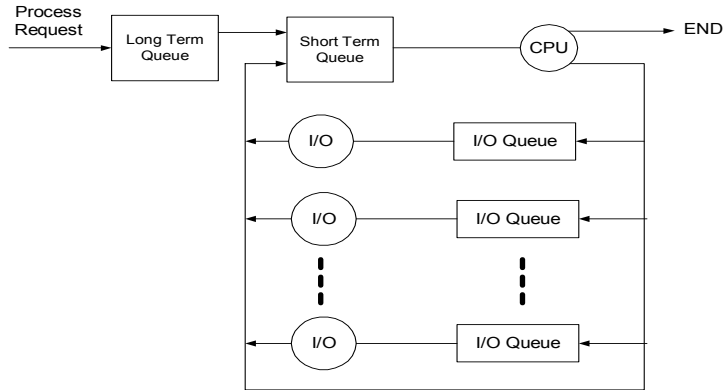 Process
Request
Long Term
Queue
Short Term
Queue
CPU
END
I/O
I/O Queue
I/O
I/O Queue
I/O
I/O Queue